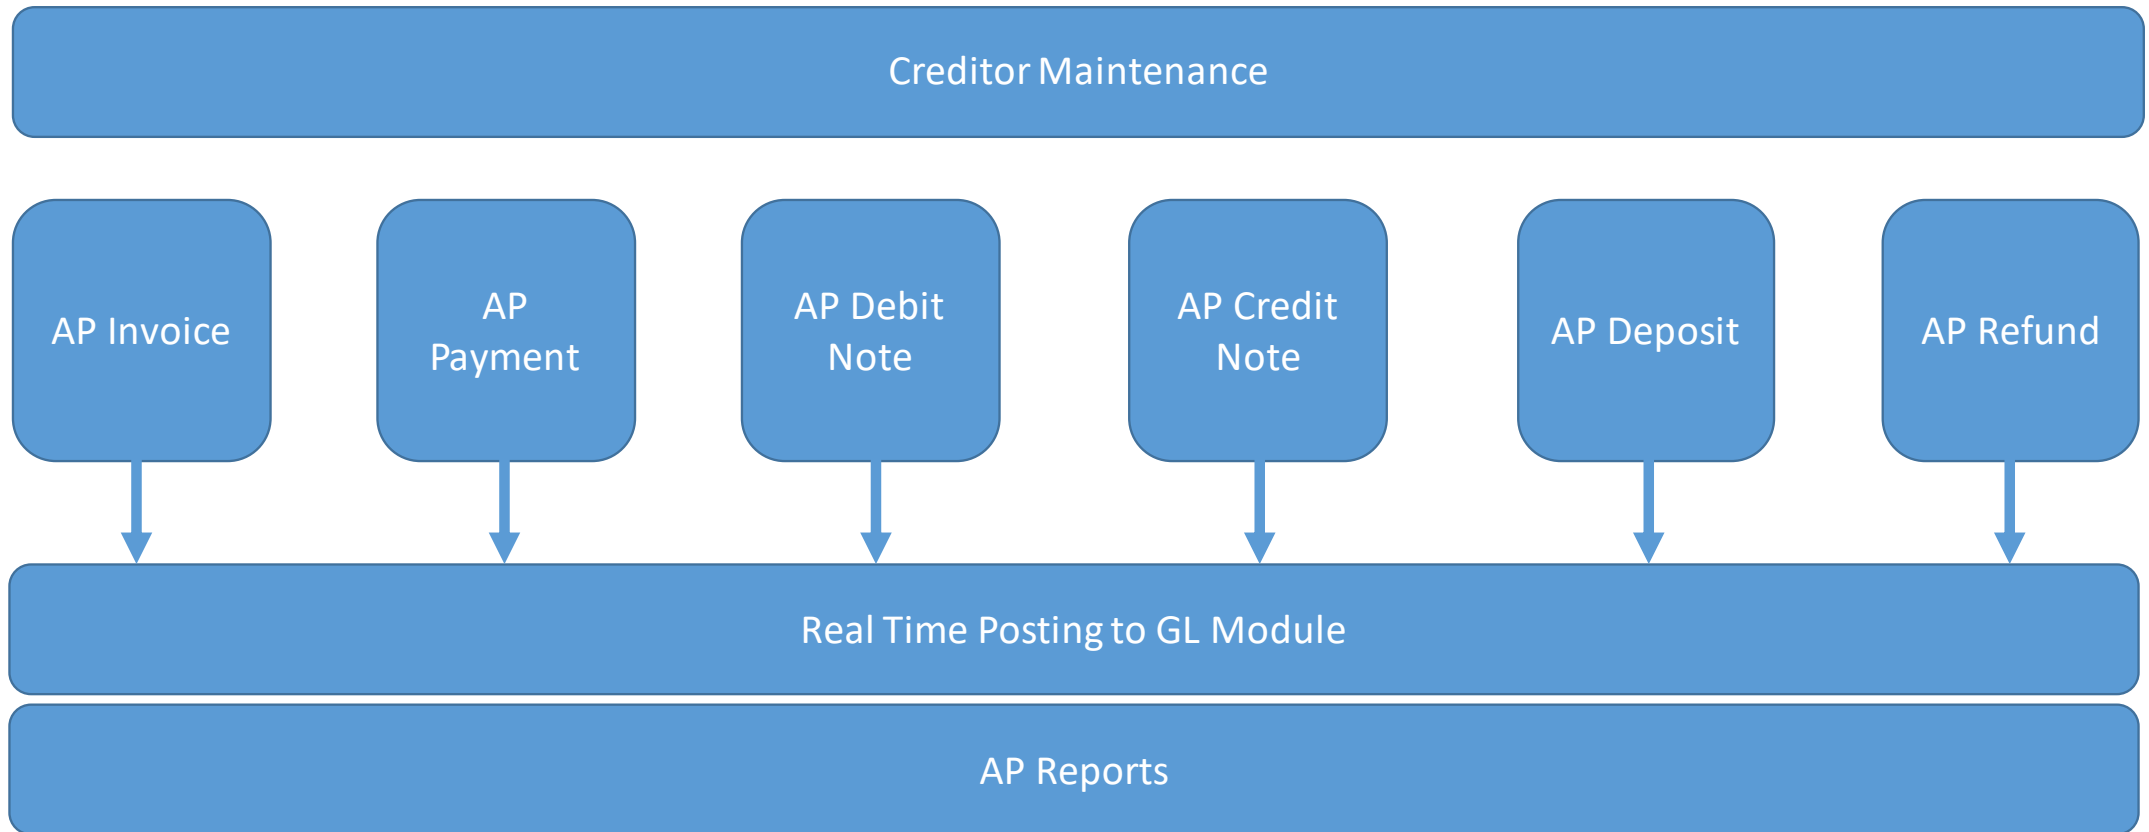 Creditor Maintenance
AP Invoice
AP
Payment
AP Debit
Note
AP Credit
Note
AP Deposit
AP Refund
Real Time Posting to GL Module
AP Reports